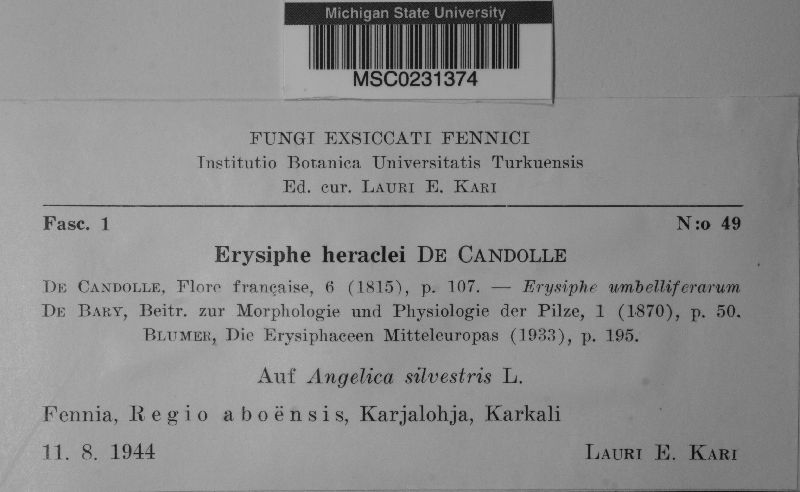 Michigan State University
MSC0231374
FUNGI EXSICCATI FENNICI
Institutio Botanica Universitatis Turkuensis
Ed. cur. LAURI E. KARI
Fasc. 1 N:o 49
Erysiphe heraclei DE CANDOLLE
DE CANDOLLE, Flore française, 6 (1815), p. 107. — Erysiphe umbelliferarum
DE BARY, Beitr. zur Morphologie und Physiologie der Pilze, 1 (1870), p. 50.
BLUMER, Die Erysiphaceen Mitteleuropas (1933), p. 195.
Auf Angelica silvestris L.
Fennia, Regio aboënsis, Karjalohja, Karkali
11. 8. 1944 LAURI E. KARI